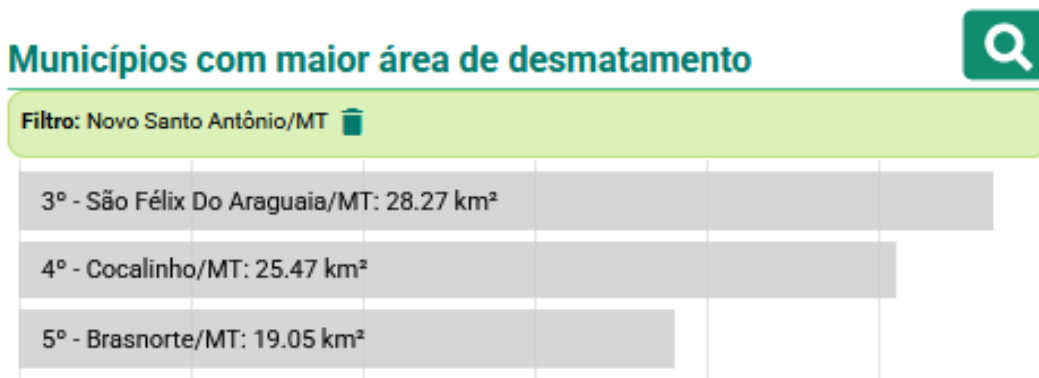 Municípios com maior área de desmatamento
Filtro: Novo Santo Antônio/MT
3º - São Félix Do Araguaia/MT: 28.27 km²
4º - Cocalinho/MT: 25.47 km²
5º - Brasnorte/MT: 19.05 km²